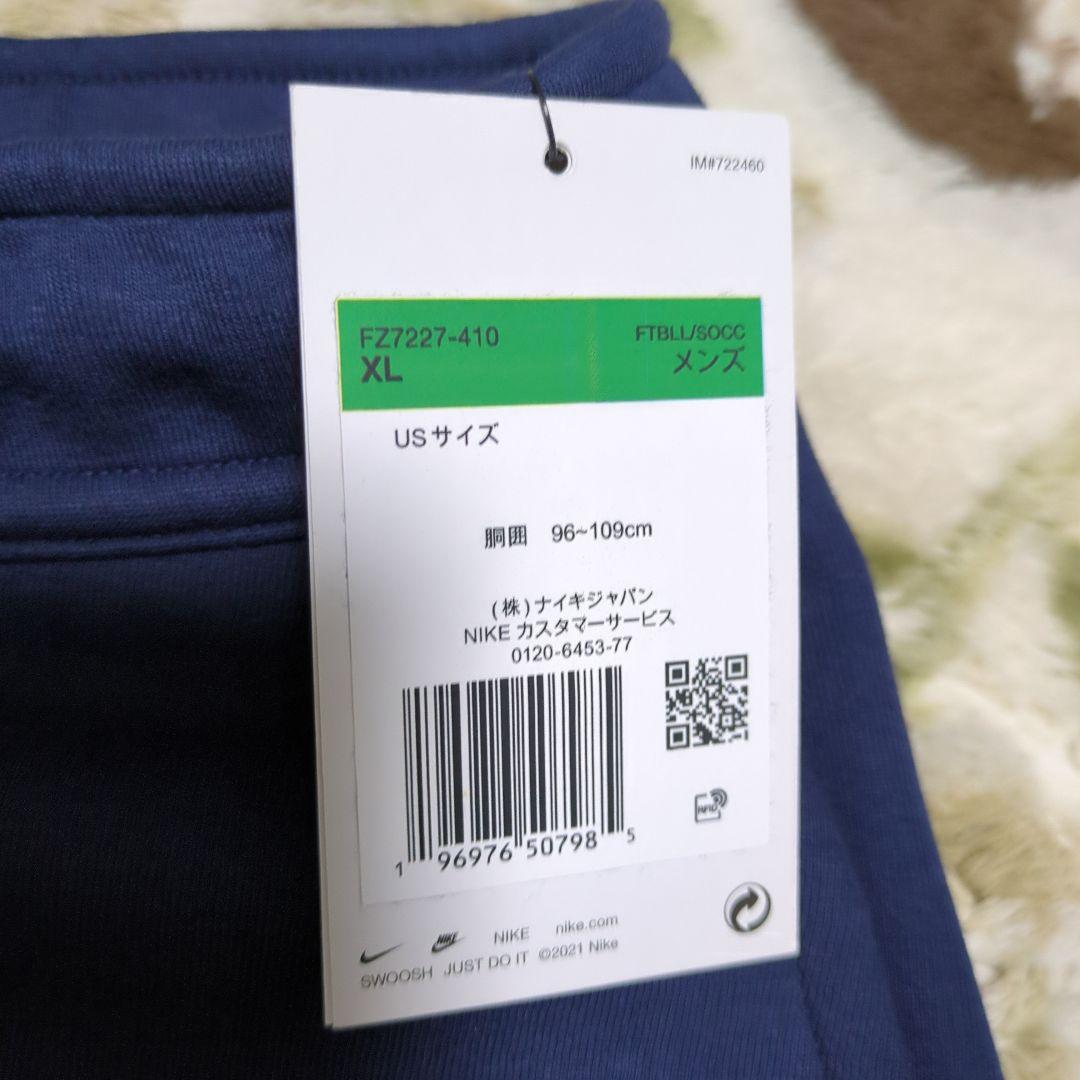 IM#722460
FZ7227-410
FTBLL/SOCC
XL
メンズ
USサイズ
胴囲 96~109cm
(株)ナイキジャパン
NIKE カスタマーサービス
0120-6453-77
RFID
1 96976 50798 5
NIKE NIKE nike.com
SWOOSH JUST DO IT ©2021 Nike